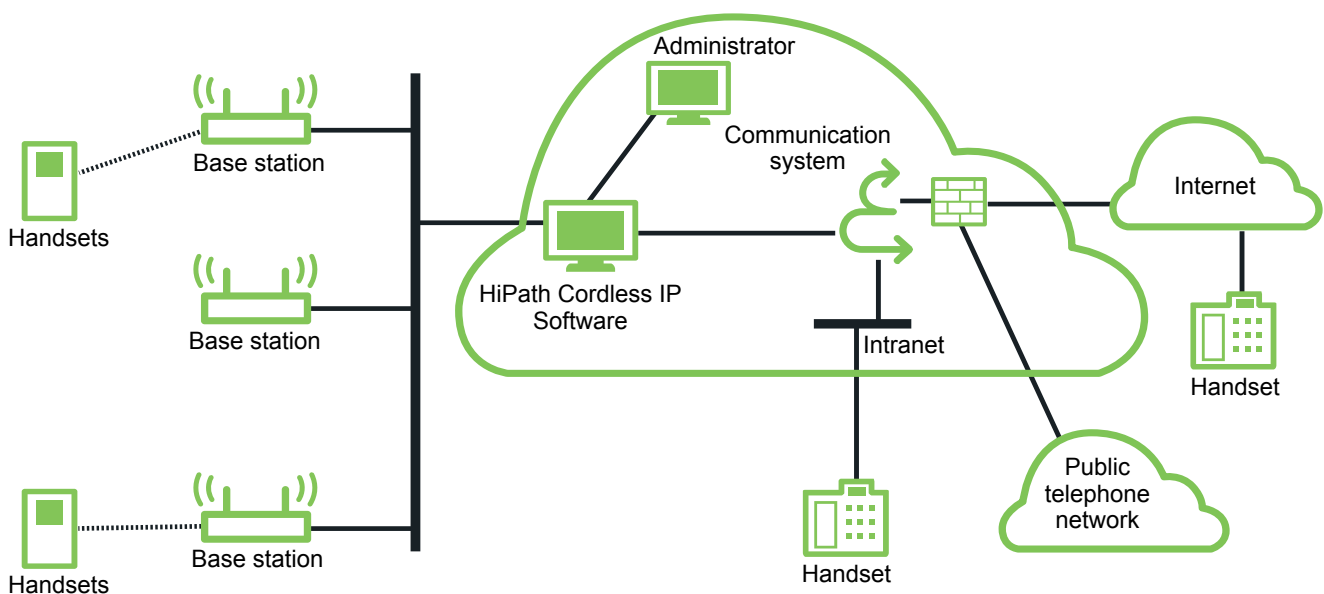 Administrator
Communication
system
Internet
Base station
Handsets
HiPath Cordless IP
Software
Base station
Intranet
Handset
Public
telephone
network
Base station
Handsets
Handset